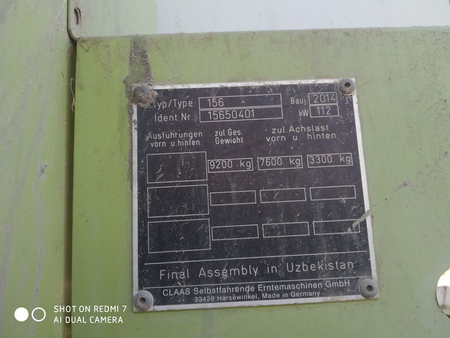 Typ/Type 156 Bauj. 2014
Ident.Nr. 15650401 kW 112
Ausführungen zul Ges zul Achslast
vorn u hinten Gewicht vorn u hinten
9200 kg 7600 kg 3300 kg
Final Assembly in Uzbekistan
CLAAS Selbstfahrende Erntemaschinen GmbH
33428 Harsewinkel, Made in Germany
SHOT ON REDMI 7
AI DUAL CAMERA